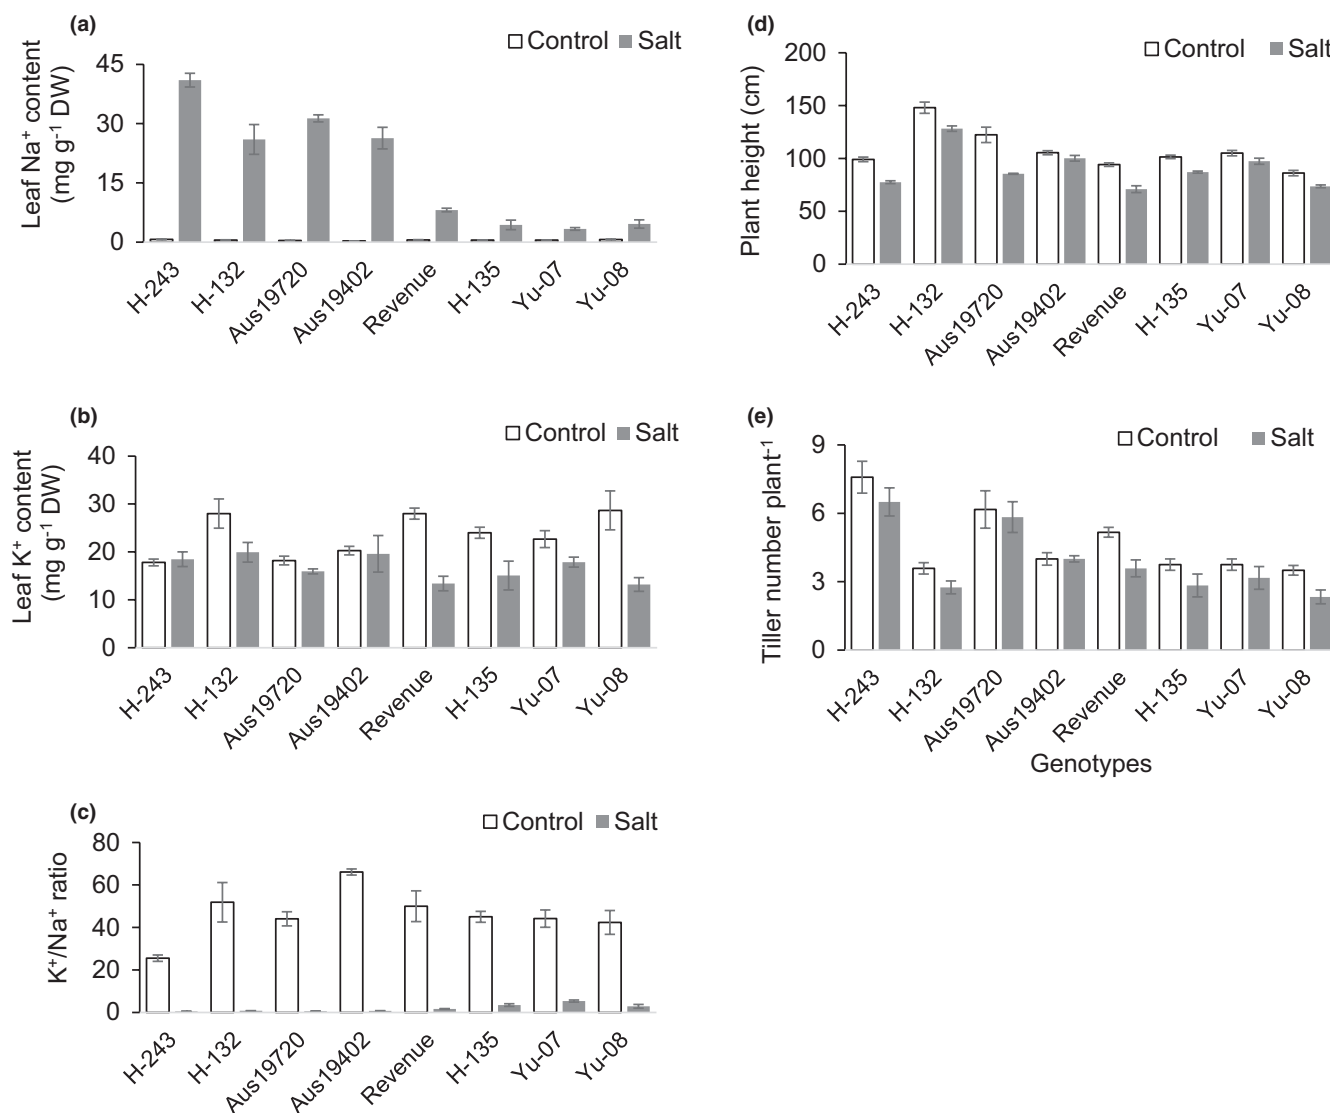 (a)
Control Salt
Leaf Na⁺ content
(mg g⁻¹ DW)
45
30
15
0
H-243
H-132
Aus19720
Aus19402
Revenue
H-135
Yu-07
Yu-08
(b)
Control Salt
Leaf K⁺ content
(mg g⁻¹ DW)
40
30
20
10
0
H-243
H-132
Aus19720
Aus19402
Revenue
H-135
Yu-07
Yu-08
(c)
Control Salt
K⁺/Na⁺ ratio
80
60
40
20
0
H-243
H-132
Aus19720
Aus19402
Revenue
H-135
Yu-07
Yu-08
(d)
Control Salt
Plant height (cm)
200
150
100
50
0
H-243
H-132
Aus19720
Aus19402
Revenue
H-135
Yu-07
Yu-08
(e)
Control Salt
Tiller number plant⁻¹
9
6
3
0
H-243
H-132
Aus19720
Aus19402
Revenue
H-135
Yu-07
Yu-08
Genotypes